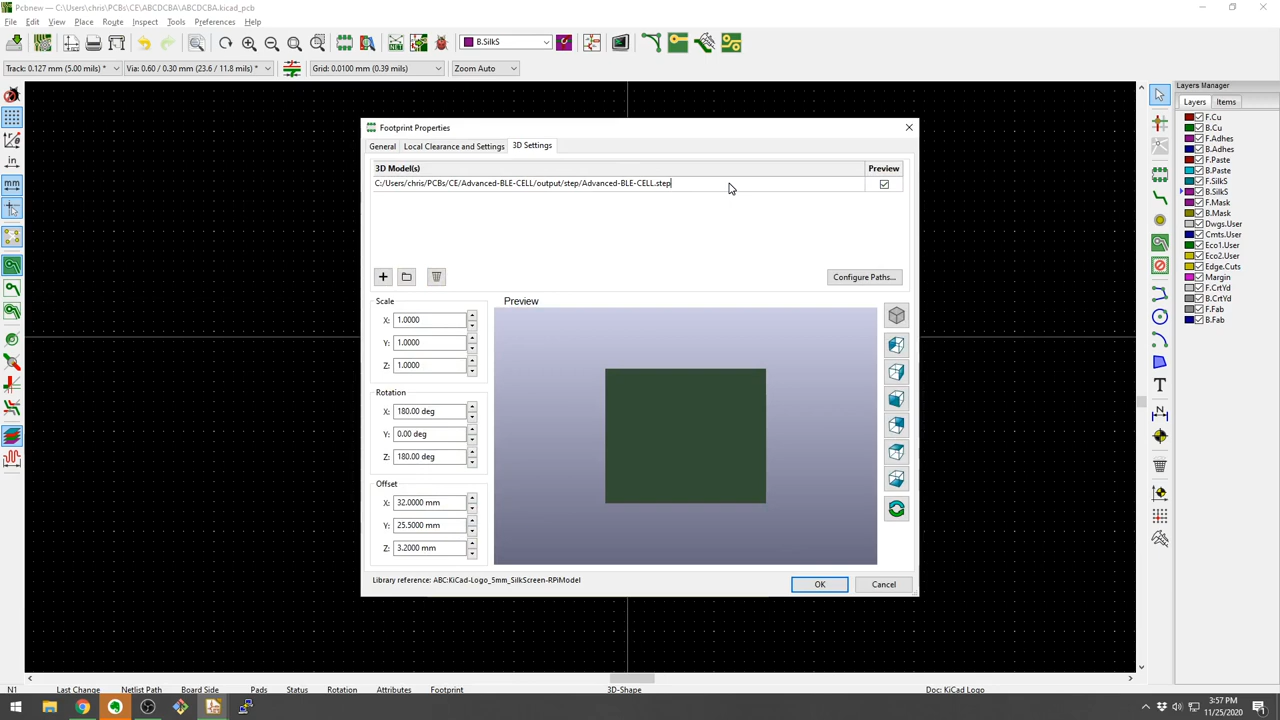 Pcbnew — C:\Users\chris\PCBs\CE\ABCDCBA\ABCDCBA.kicad_pcb
File Edit View Place Route Inspect Tools Preferences Help
B.SilkS
Track: 0.127 mm (5.00 mils) *
Via: 0.60 / 0.30 mm (23.6 / 11.8 mils) *
Grid: 0.0100 mm (0.39 mils)
Zoom Auto
Layers Manager
Layers Items
F.Cu
B.Cu
F.Adhes
B.Adhes
F.Paste
B.Paste
F.SilkS
B.SilkS
F.Mask
B.Mask
Dwgs.User
Cmts.User
Eco1.User
Eco2.User
Edge.Cuts
Margin
F.CrtYd
B.CrtYd
F.Fab
B.Fab
in
mm
Footprint Properties
General Local Clearance and Settings 3D Settings
3D Model(s) Preview
C:/Users/chris/PCBs/CE/Advanced-BLE-CELL/output/step/Advanced-BLE-CELL.step
Configure Paths...
Scale
X: 1.0000
Y: 1.0000
Z: 1.0000
Rotation
X: 180.00 deg
Y: 0.00 deg
Z: 180.00 deg
Offset
X: 32.0000 mm
Y: 25.5000 mm
Z: 3.2000 mm
Preview
Library reference: ABC:KiCad-Logo_5mm_SilkScreen-RPiModel
OK Cancel
N1 Last Change Netlist Path Board Side Pads Status Rotation Attributes Footprint 3D-Shape Doc: KiCad Logo
3:57 PM
11/25/2020